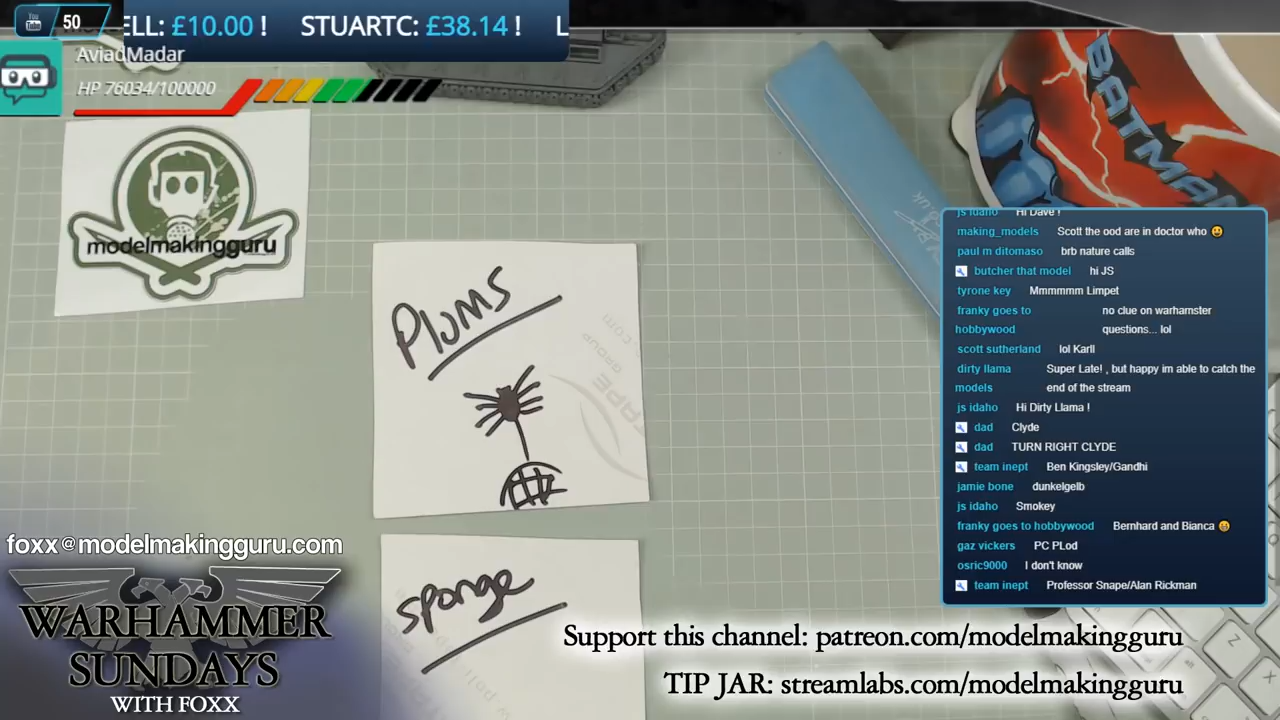 50
ELL: £10.00 ! STUARTC: £38.14 ! L
AviadMadar
HP 76034/100000
modelmakingguru
BATMAN
Plums
sponge
js idaho Hi Dave !
making_models Scott the ood are in doctor who
paul m ditomaso brb nature calls
butcher that model hi JS
tyrone key Mmmmmm Limpet
franky goes to hobbywood no clue on warhamster questions... lol
scott sutherland lol Karll
dirty llama Super Late! , but happy im able to catch the
models end of the stream
js idaho Hi Dirty Llama !
dad Clyde
dad TURN RIGHT CLYDE
team inept Ben Kingsley/Gandhi
jamie bone dunkelgelb
js idaho Smokey
franky goes to hobbywood Bernhard and Bianca
gaz vickers PC PLod
osric9000 I don't know
team inept Professor Snape/Alan Rickman
foxx@modelmakingguru.com
WARHAMMER
SUNDAYS
WITH FOXX
Support this channel: patreon.com/modelmakingguru
TIP JAR: streamlabs.com/modelmakingguru